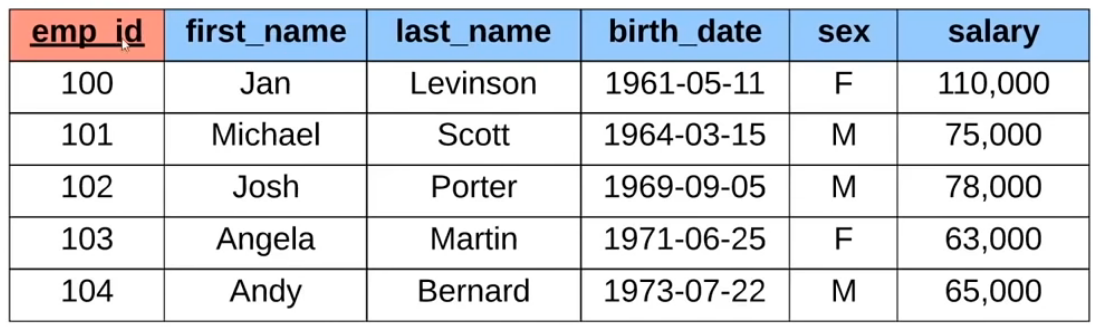 emp_id first_name last_name birth_date sex salary
100 Jan Levinson 1961-05-11 F 110,000
101 Michael Scott 1964-03-15 M 75,000
102 Josh Porter 1969-09-05 M 78,000
103 Angela Martin 1971-06-25 F 63,000
104 Andy Bernard 1973-07-22 M 65,000